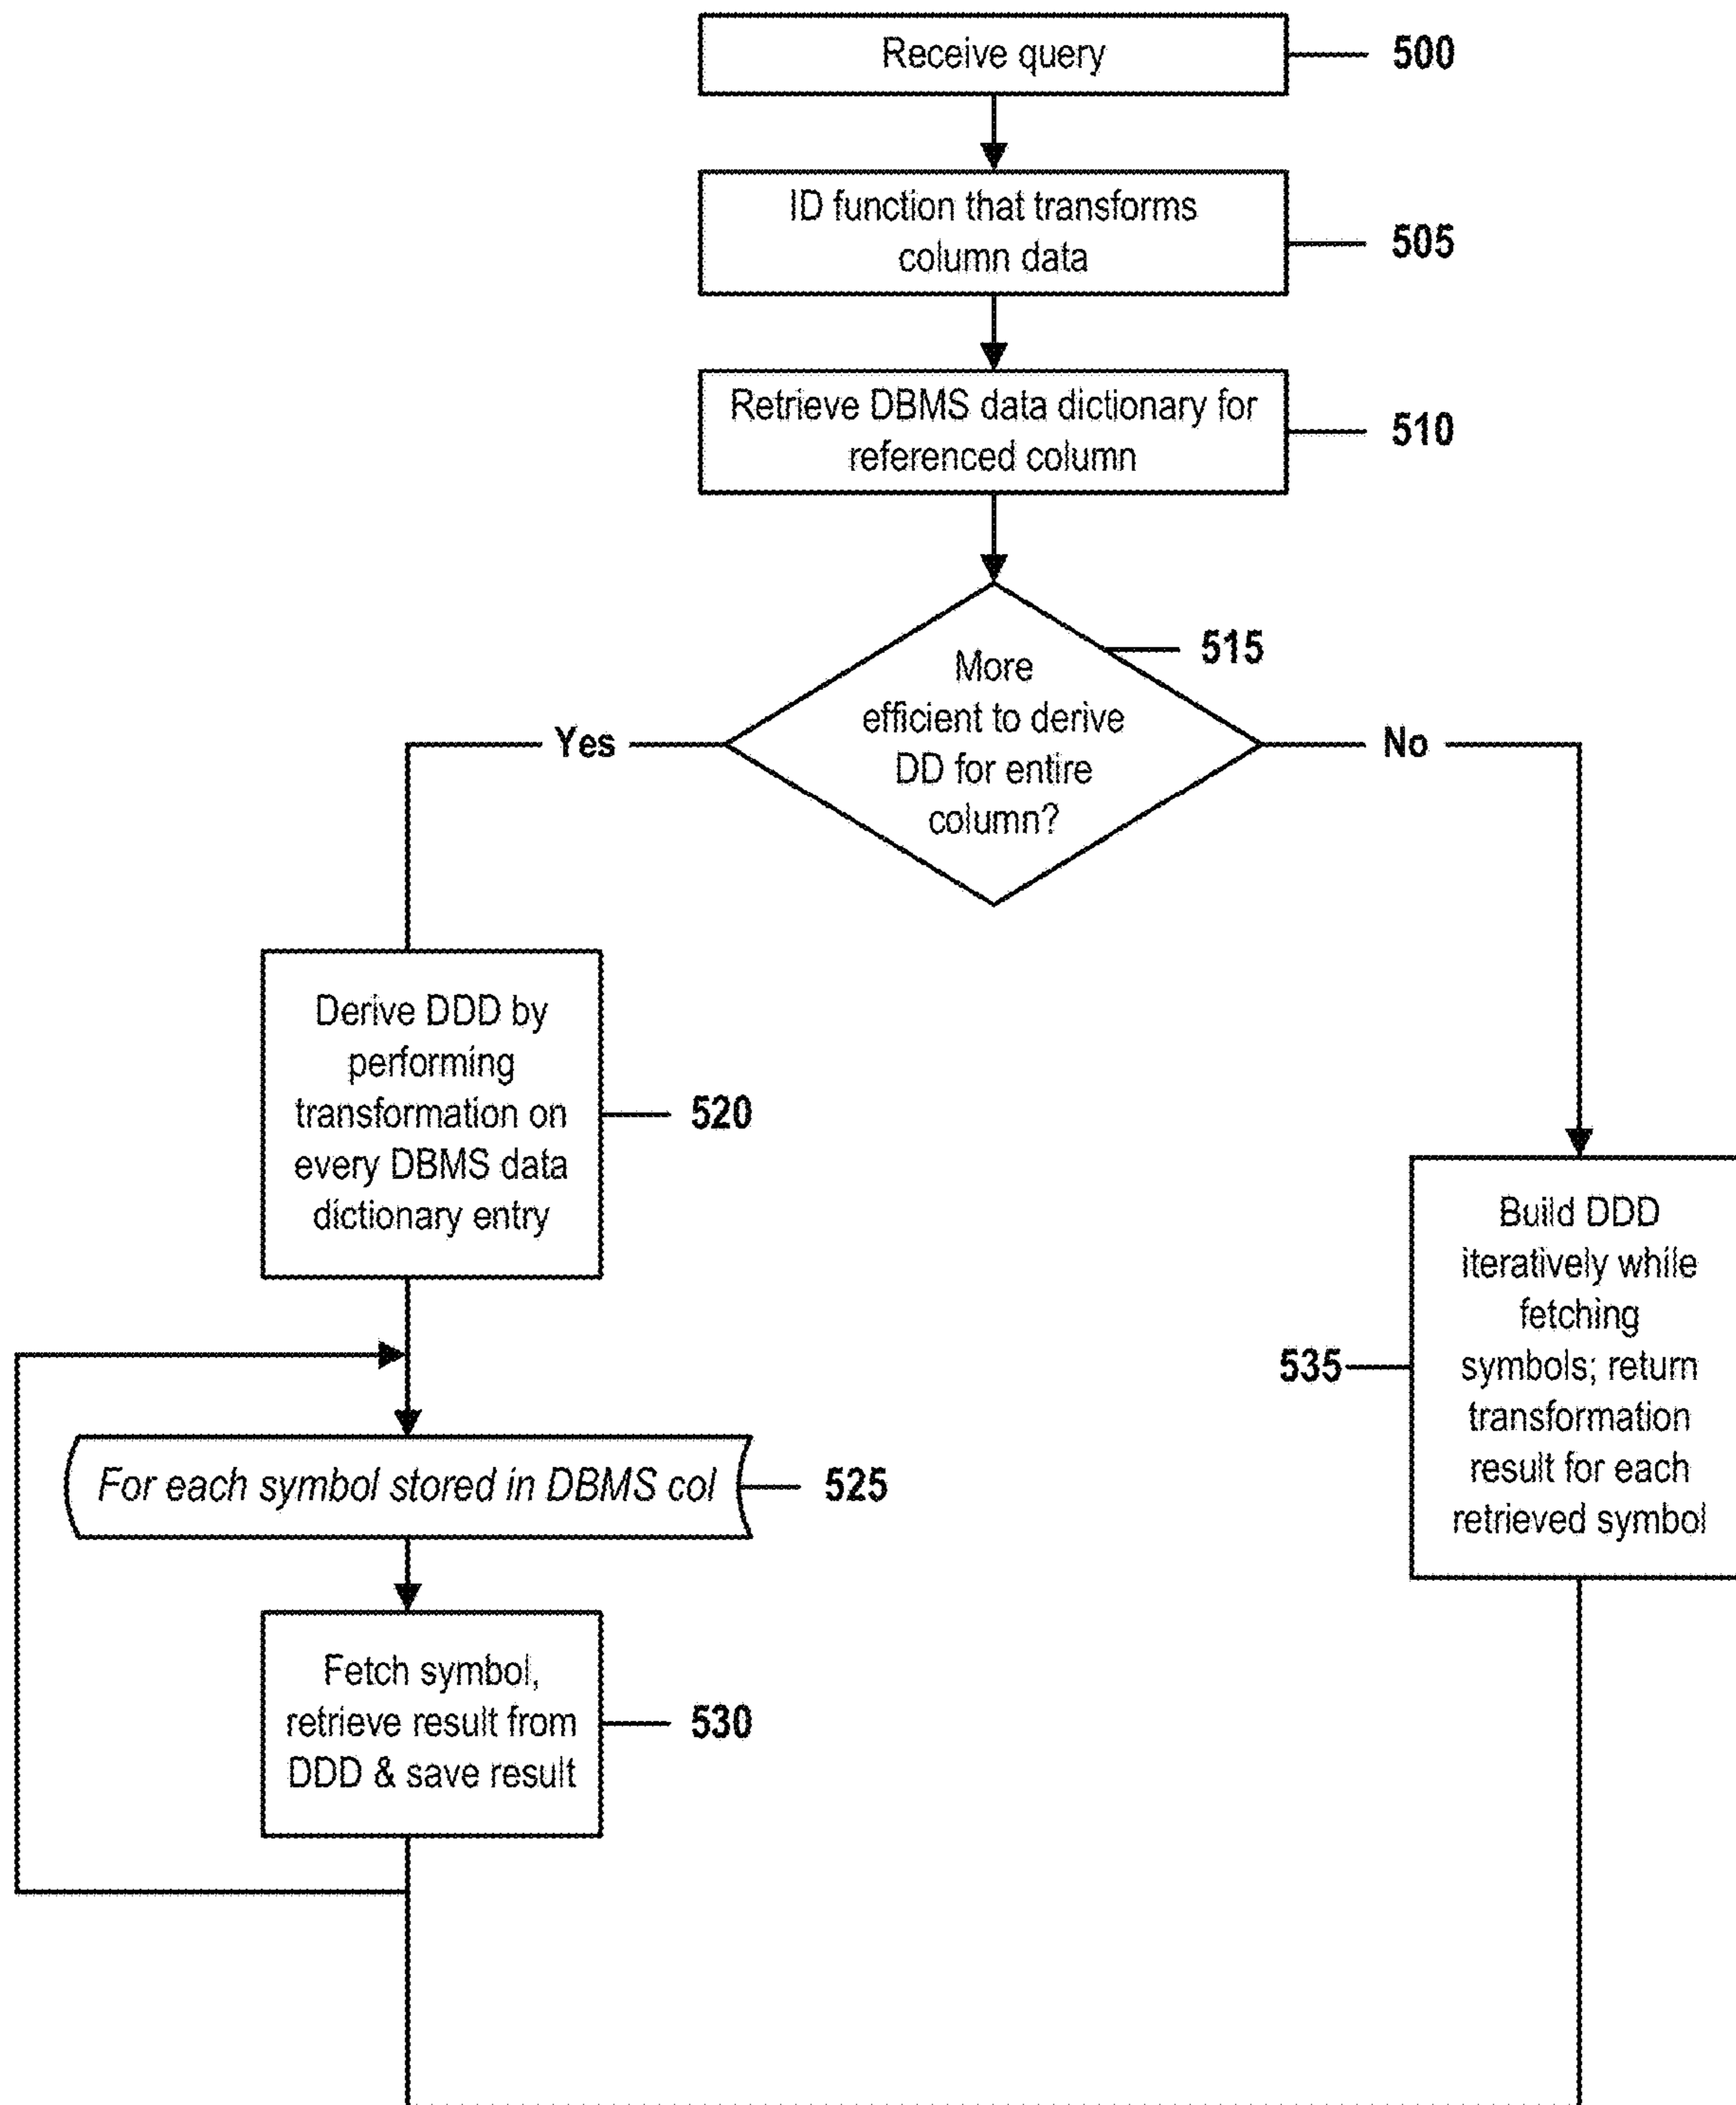 Receive query
500
ID function that transforms
column data
505
Retrieve DBMS data dictionary for
referenced column
510
515
More
efficient to derive
DD for entire
column?
Yes
No
Derive DDD by
performing
transformation on
every DBMS data
dictionary entry
520
For each symbol stored in DBMS col
525
Fetch symbol,
retrieve result from
DDD & save result
530
Build DDD
iteratively while
fetching
symbols; return
transformation
result for each
retrieved symbol
535